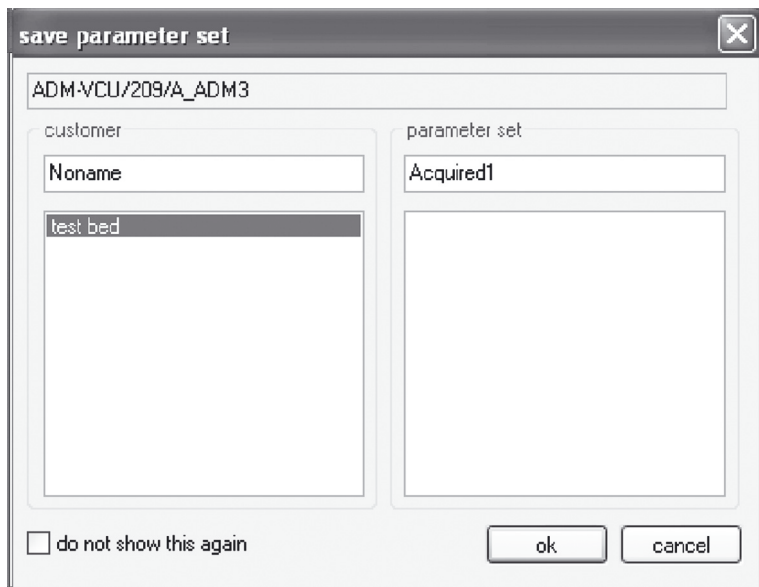 save parameter set
ADM-VCU/209/A_ADM3
customer
parameter set
Noname
Acquired1
test bed
do not show this again
ok
cancel